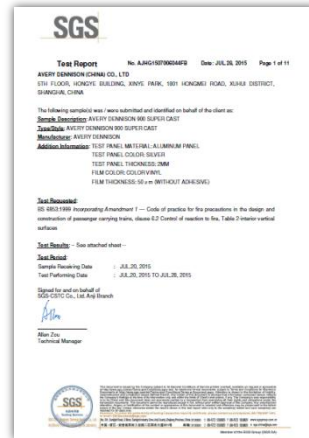 SGS
Test Report No. AJHG1507006044FB Date: JUL.28, 2015 Page 1 of 11
AVERY DENNISON (CHINA) CO., LTD
5TH FLOOR, HONGYE BUILDING, XINYE PARK, 1801 HONGMEI ROAD, XUHUI DISTRICT,
SHANGHAI, CHINA
The following sample(s) was / were submitted and identified on behalf of the client as:
Sample Description: AVERY DENNISON 900 SUPER CAST
Type/Style: AVERY DENNISON 900 SUPER CAST
Manufacturer: AVERY DENNISON
Addition Information: TEST PANEL MATERIAL: ALUMINUM PANEL
TEST PANEL COLOR: SILVER
TEST PANEL THICKNESS: 2MM
FILM COLOR: COLOR VINYL
FILM THICKNESS: 50 um (WITHOUT ADHESIVE)
Test Requested:
BS 6853:1999 Incorporating Amendment 1 — Code of practice for fire precautions in the design and
construction of passenger carrying trains, clause 6.2 Control of reaction to fire, Table 2 interior vertical
surfaces
Test Results: -- See attached sheet --
Test Period:
Sample Receiving Date : JUL.20, 2015
Test Performing Date : JUL.20, 2015 TO JUL.28, 2015
Signed for and on behalf of
SGS-CSTC Co., Ltd. Anji Branch
Allan Zou
Technical Manager
SGS